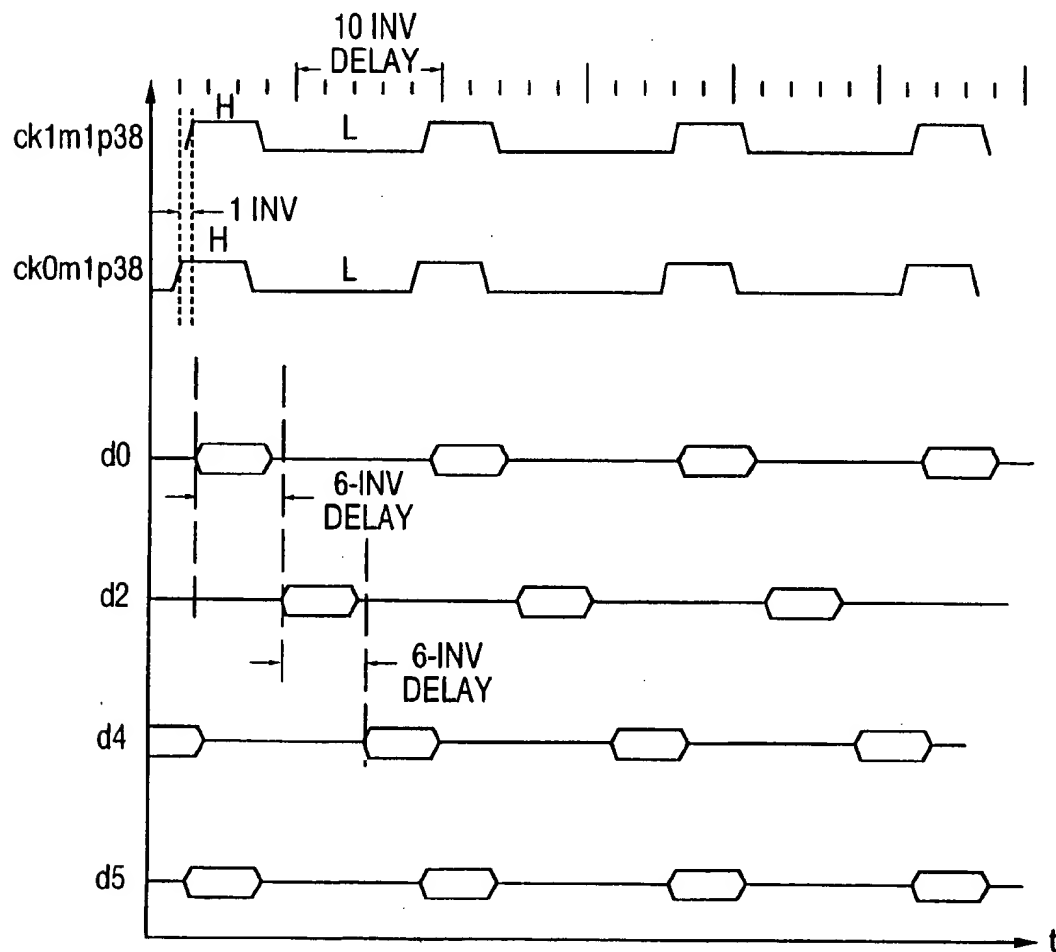 10 INV
DELAY
H
L
ck1m1p38
1 INV
H
L
ck0m1p38
d0
6-INV
DELAY
d2
6-INV
DELAY
d4
d5
t